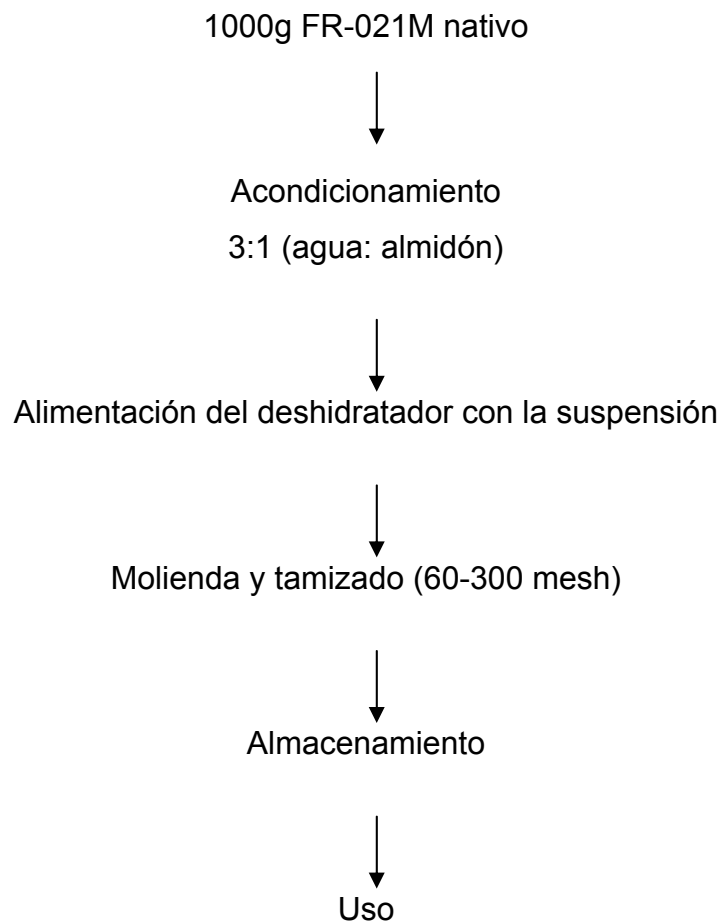 1000g FR-021M nativo
Acondicionamiento
3:1 (agua: almidón)
Alimentación del deshidratador con la suspensión
Molienda y tamizado (60-300 mesh)
Almacenamiento
Uso